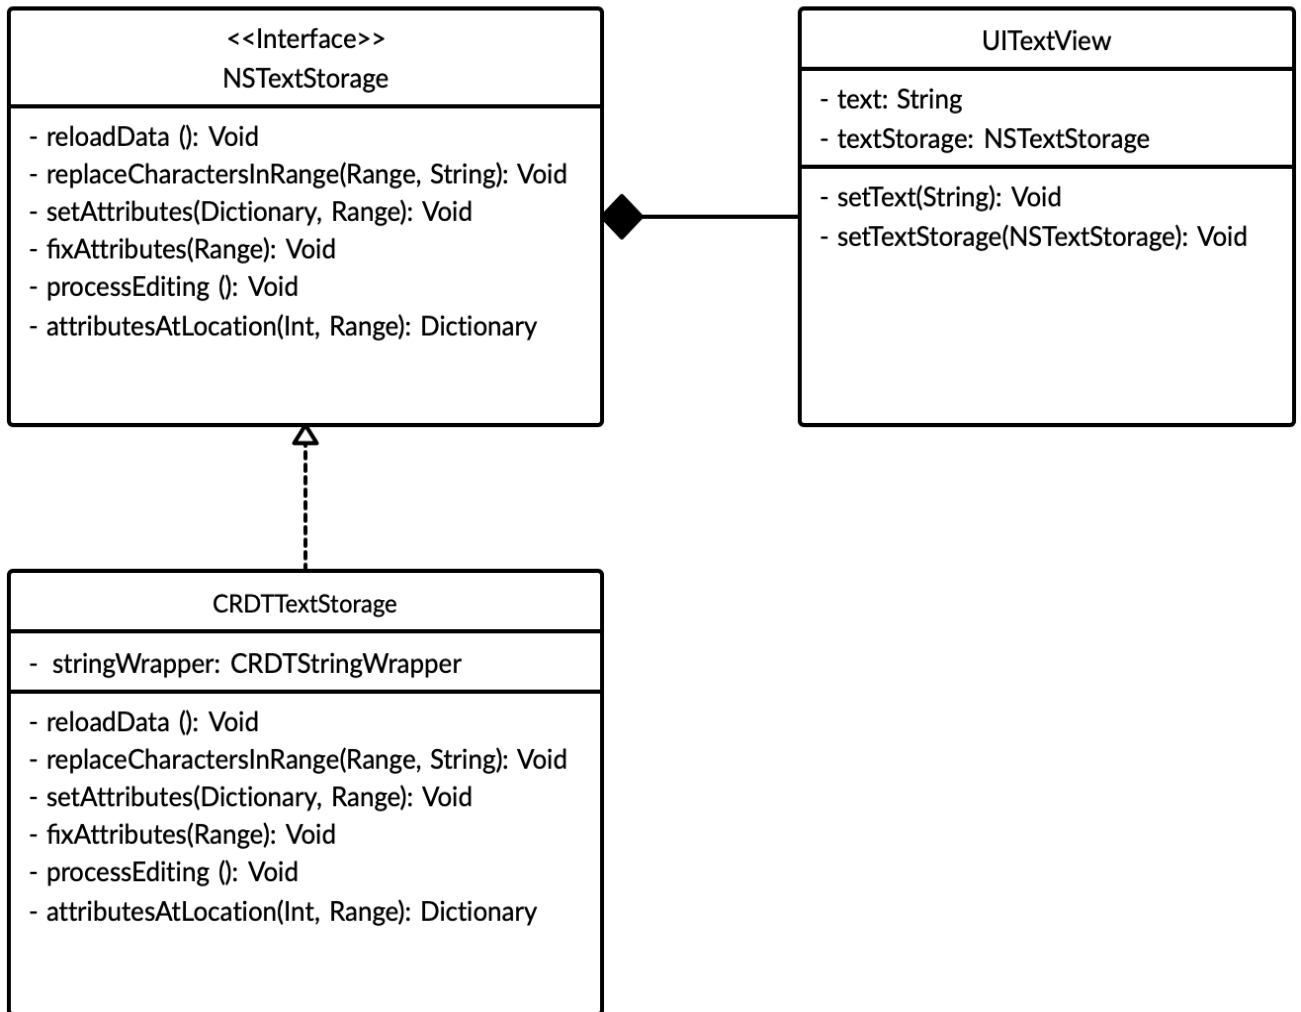 <<Interface>>
NSTextStorage
- reloadData (): Void
- replaceCharactersInRange(Range, String): Void
- setAttributes(Dictionary, Range): Void
- fixAttributes(Range): Void
- processEditing (): Void
- attributesAtLocation(Int, Range): Dictionary
UITextView
- text: String
- textStorage: NSTextStorage
- setText(String): Void
- setTextStorage(NSTextStorage): Void
CRDTTextStorage
- stringWrapper: CRDTStringWrapper
- reloadData (): Void
- replaceCharactersInRange(Range, String): Void
- setAttributes(Dictionary, Range): Void
- fixAttributes(Range): Void
- processEditing (): Void
- attributesAtLocation(Int, Range): Dictionary